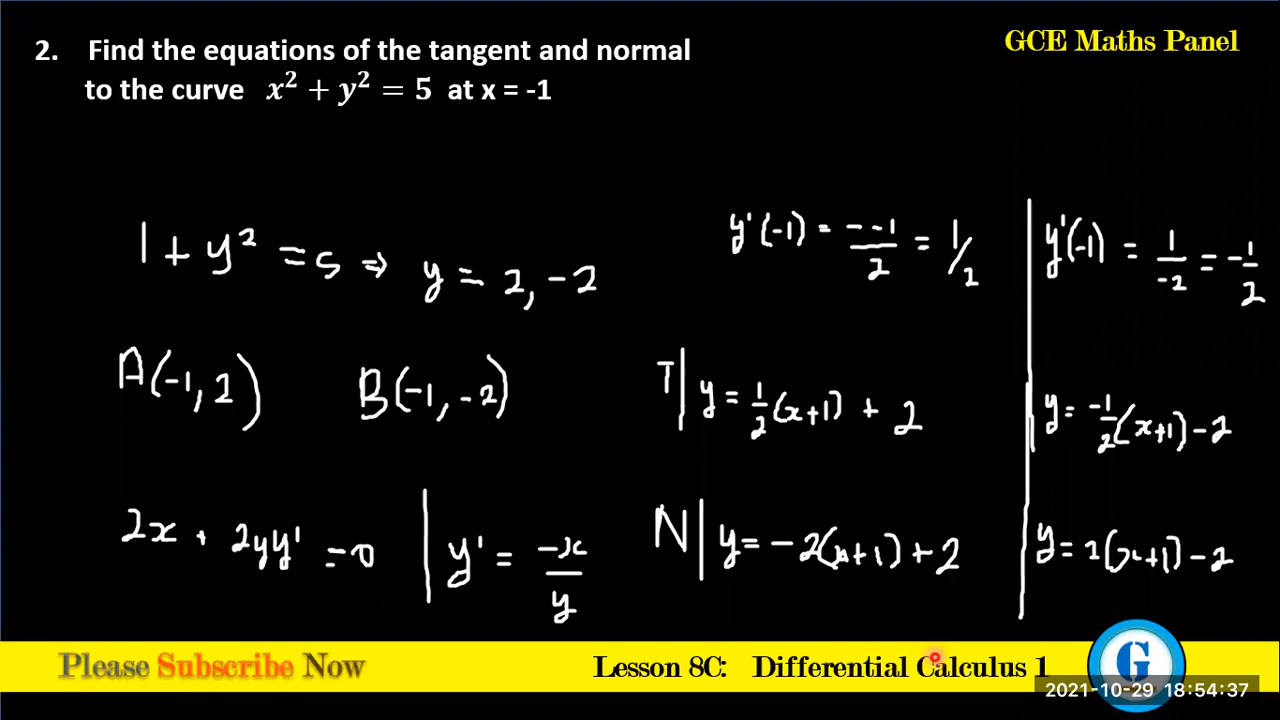 2. Find the equations of the tangent and normal
to the curve x² + y² = 5 at x = -1
GCE Maths Panel
1 + y² = 5 ⇒ y = 2, -2
A(-1, 2) B(-1, -2)
2x + 2yy' = 0 | y' = -x/y
y'(-1) = - -1/2 = 1/2
T | y = 1/2(x+1) + 2
N | y = -2(x+1) + 2
y'(-1) = 1/-2 = -1/2
y = -1/2(x+1) - 2
y = 2(x+1) - 2
Please Subscribe Now
Lesson 8C: Differential Calculus 1
G
2021-10-29 18:54:37